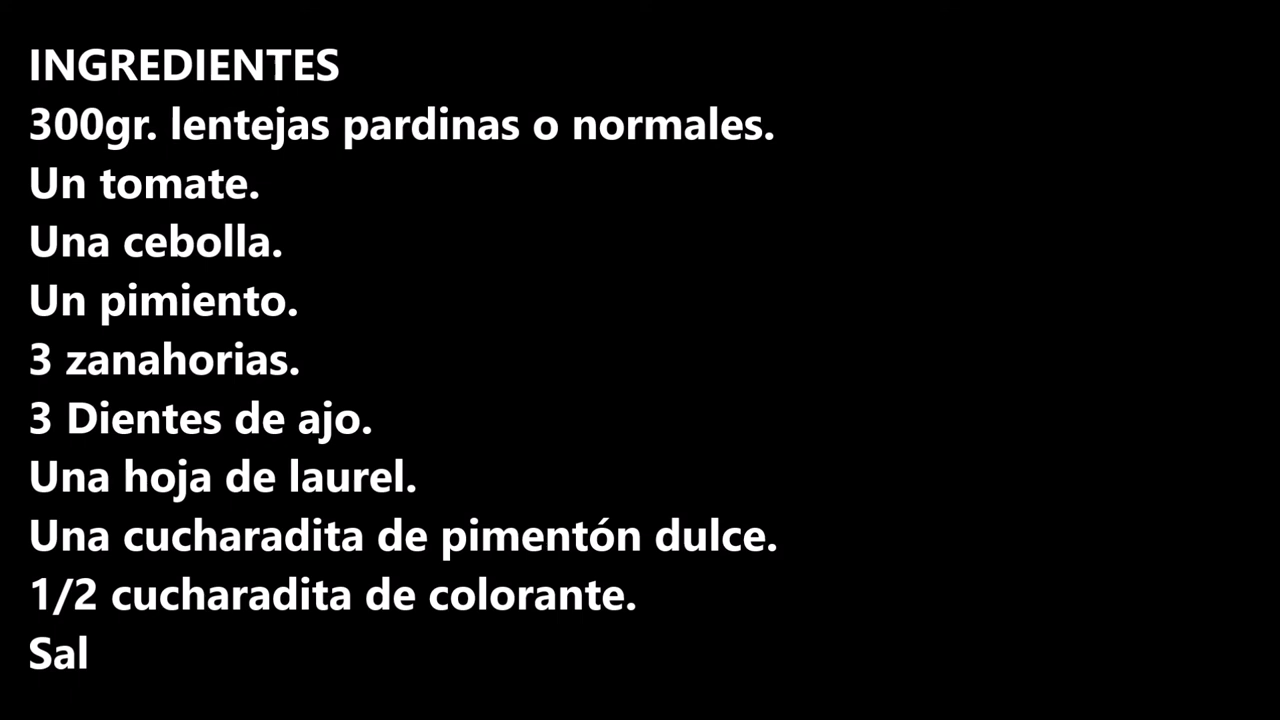 INGREDIENTES
300gr. lentejas pardinas o normales.
Un tomate.
Una cebolla.
Un pimiento.
3 zanahorias.
3 Dientes de ajo.
Una hoja de laurel.
Una cucharadita de pimentón dulce.
1/2 cucharadita de colorante.
Sal